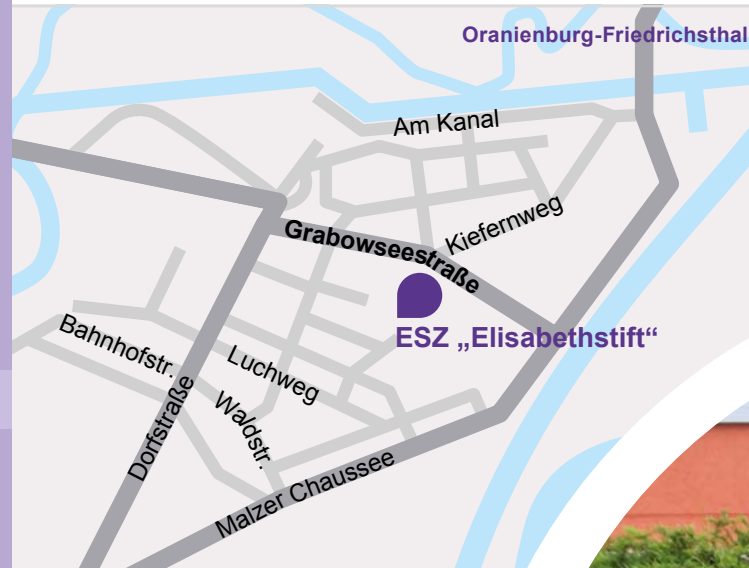 Oranienburg-Friedrichsthal
Am Kanal
Kiefernweg
Grabowseestraße
ESZ „Elisabethstift“
Bahnhofstr.
Luchweg
Waldstr.
Dorfstraße
Malzer Chaussee